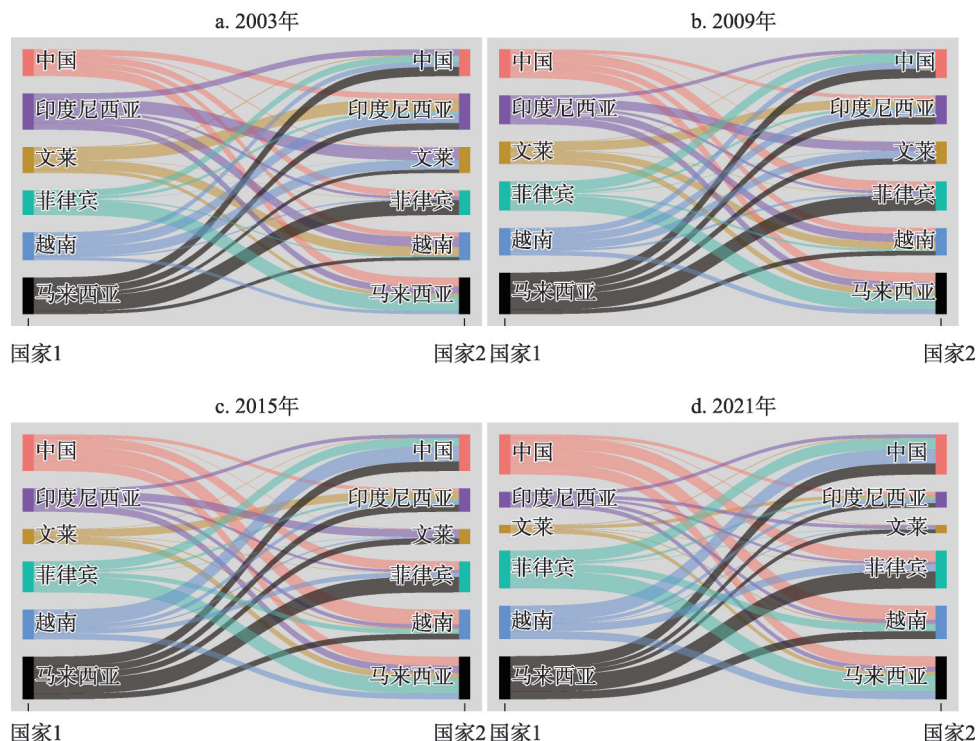 a. 2003年
中国
中国
印度尼西亚
印度尼西亚
文莱
文莱
菲律宾
菲律宾
越南
越南
马来西亚
马来西亚
国家1
国家2
b. 2009年
中国
中国
印度尼西亚
印度尼西亚
文莱
文莱
菲律宾
菲律宾
越南
越南
马来西亚
马来西亚
国家1
国家2
c. 2015年
中国
中国
印度尼西亚
印度尼西亚
文莱
文莱
菲律宾
菲律宾
越南
越南
马来西亚
马来西亚
国家1
国家2
d. 2021年
中国
中国
印度尼西亚
印度尼西亚
文莱
文莱
菲律宾
菲律宾
越南
越南
马来西亚
马来西亚
国家1
国家2